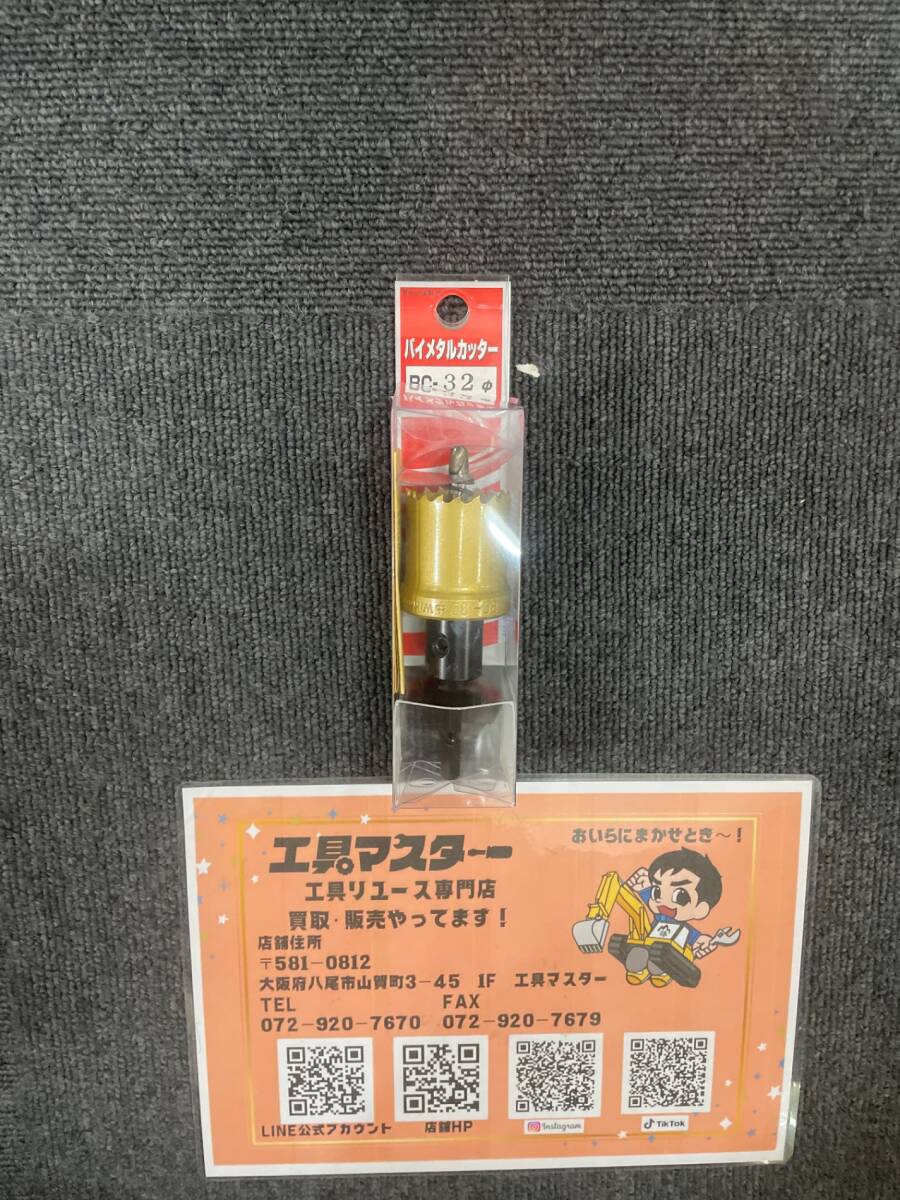 バイメタルカッター
BC-32φ
工具マスター
おいらにまかせとき〜！
工具リユース専門店
買取・販売やってます！
店舗住所
〒581-0812
大阪府八尾市山賀町3-45 1F 工具マスター
TEL FAX
072-920-7670 072-920-7679
LINE公式アカウント 店舗HP Instagram TikTok